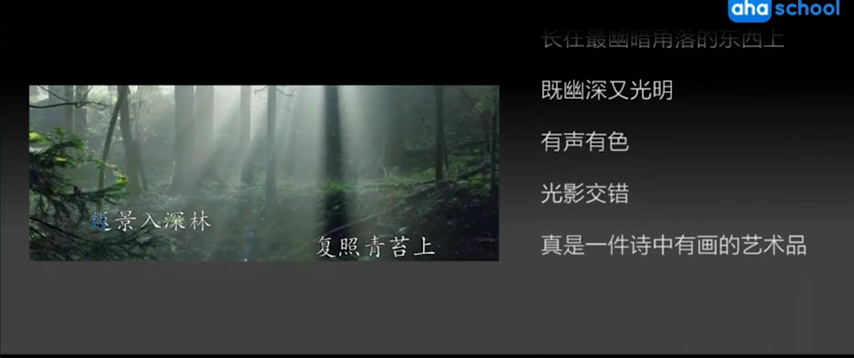 aha school
长在最幽暗角落的东西上
既幽深又光明
有声有色
光影交错
真是一件诗中有画的艺术品
返景入深林
复照青苔上